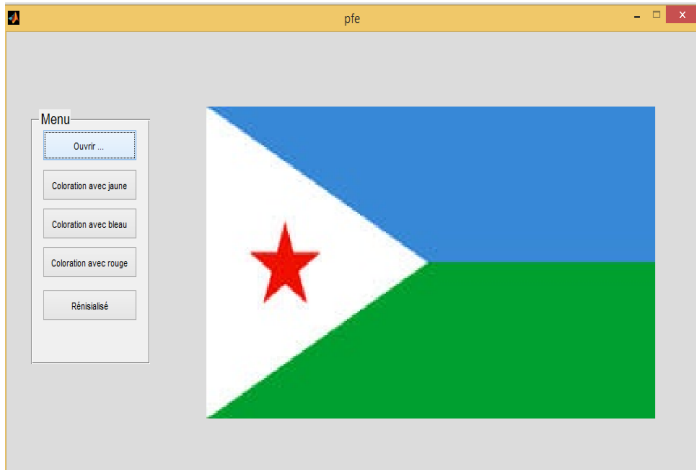 pfe
Menu
Ouvrir ...
Coloration avec jaune
Coloration avec bleau
Coloration avec rouge
Rénisialisé